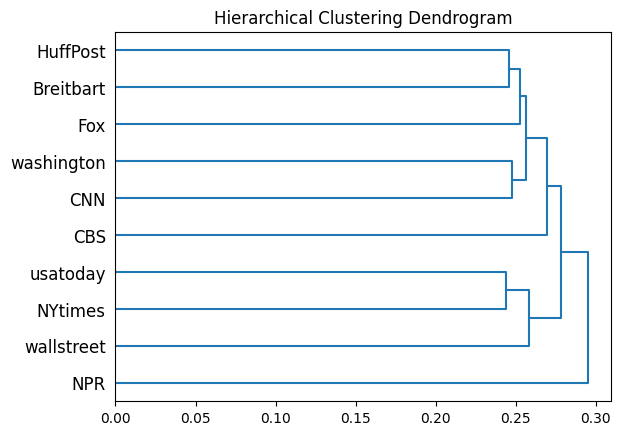 Hierarchical Clustering Dendrogram
HuffPost
Breitbart
Fox
washington
CNN
CBS
usatoday
NYtimes
wallstreet
NPR
0.00 0.05 0.10 0.15 0.20 0.25 0.30